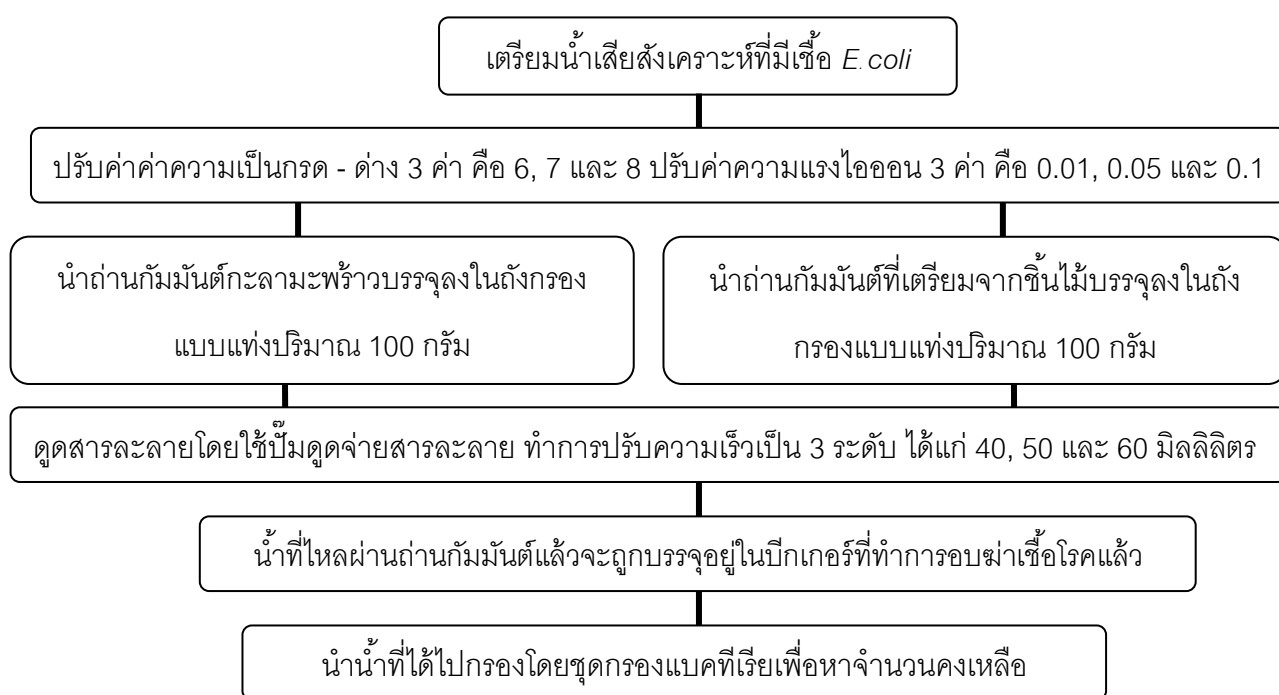 เตรียมน้ำเสียสังเคราะห์ที่มีเชื้อ E. coli
ปรับค่าค่าความเป็นกรด - ด่าง 3 ค่า คือ 6, 7 และ 8 ปรับค่าความแรงไอออน 3 ค่า คือ 0.01, 0.05 และ 0.1
นำถ่านกัมมันต์กะลามะพร้าวบรรจุลงในถังกรอง
แบบแท่งปริมาณ 100 กรัม
นำถ่านกัมมันต์ที่เตรียมจากชิ้นไม้บรรจุลงในถัง
กรองแบบแท่งปริมาณ 100 กรัม
ดูดสารละลายโดยใช้ปั๊มดูดจ่ายสารละลาย ทำการปรับความเร็วเป็น 3 ระดับ ได้แก่ 40, 50 และ 60 มิลลิลิตร
น้ำที่ไหลผ่านถ่านกัมมันต์แล้วจะถูกบรรจุอยู่ในบีกเกอร์ที่ทำการอบฆ่าเชื้อโรคแล้ว
นำน้ำที่ได้ไปกรองโดยชุดกรองแบคทีเรียเพื่อหาจำนวนคงเหลือ